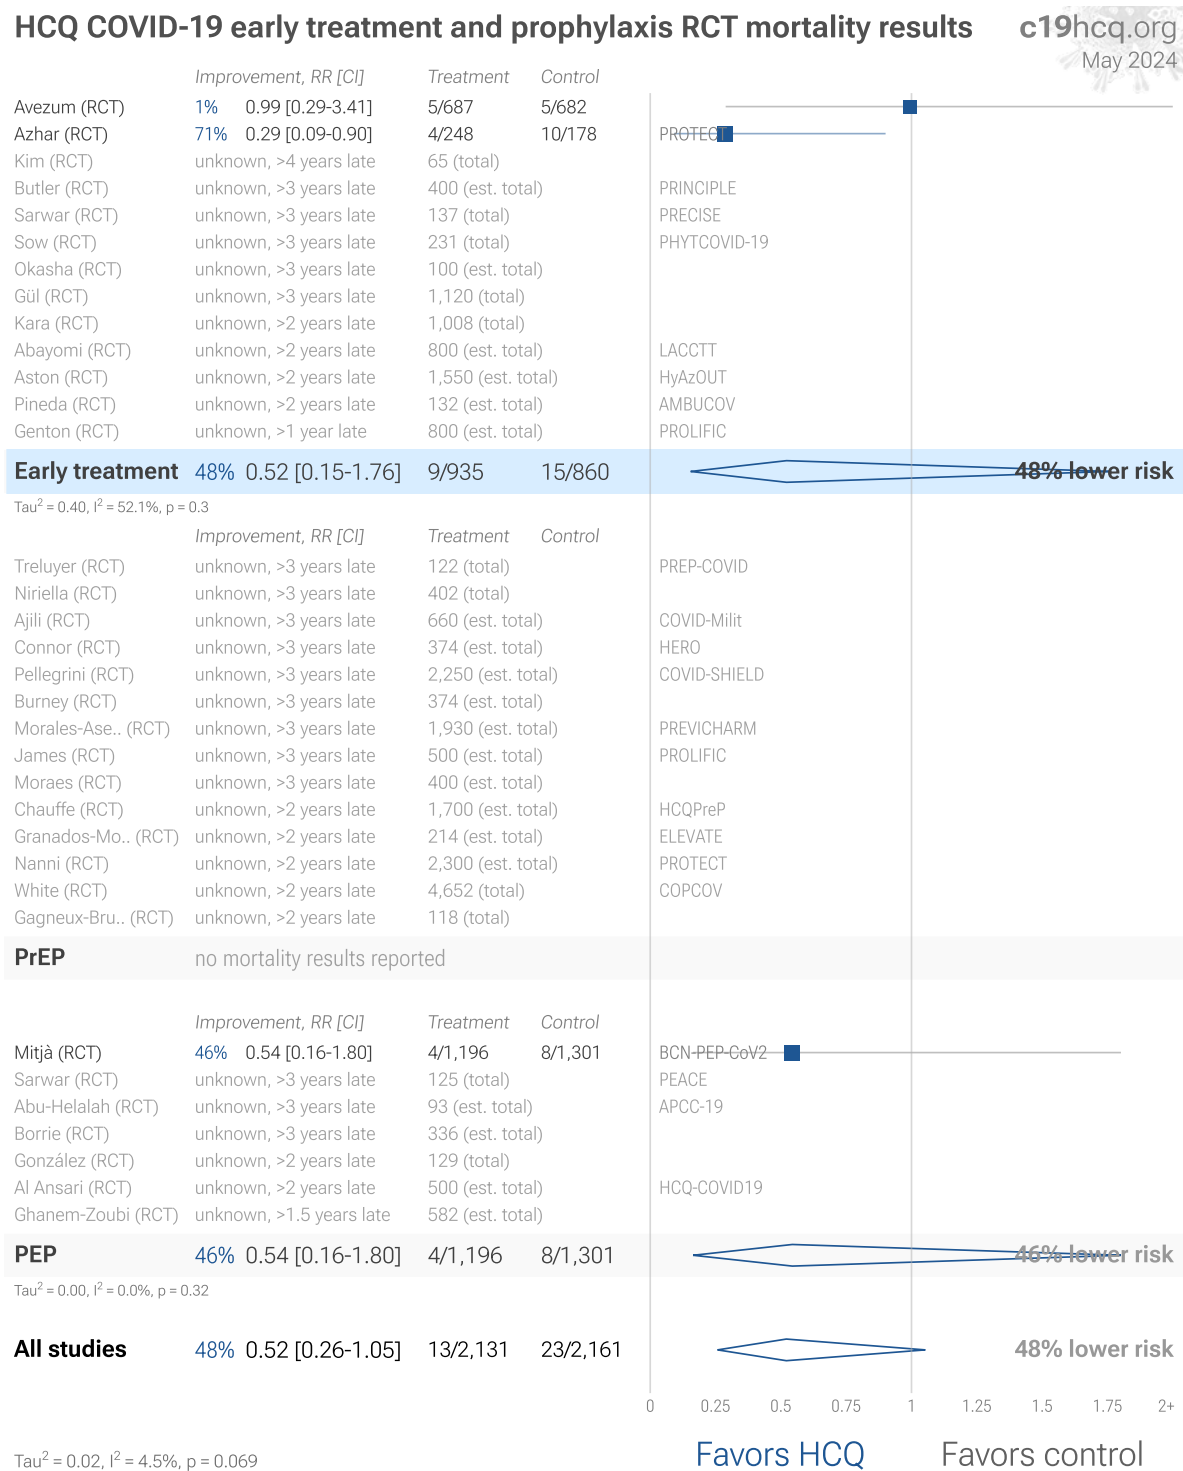 HCQ COVID-19 early treatment and prophylaxis RCT mortality results c19hcq.org
May 2024
Improvement, RR [CI] Treatment Control
Avezum (RCT) 1% 0.99 [0.29-3.41] 5/687 5/682
Azhar (RCT) 71% 0.29 [0.09-0.90] 4/248 10/178 PROTECT
Kim (RCT) unknown, >4 years late 65 (total)
Butler (RCT) unknown, >3 years late 400 (est. total) PRINCIPLE
Sarwar (RCT) unknown, >3 years late 137 (total) PRECISE
Sow (RCT) unknown, >3 years late 231 (total) PHYTCOVID-19
Okasha (RCT) unknown, >3 years late 100 (est. total)
Gül (RCT) unknown, >3 years late 1,120 (total)
Kara (RCT) unknown, >2 years late 1,008 (total)
Abayomi (RCT) unknown, >2 years late 800 (est. total) LACCTT
Aston (RCT) unknown, >2 years late 1,550 (est. total) HyAzOUT
Pineda (RCT) unknown, >2 years late 132 (est. total) AMBUCOV
Genton (RCT) unknown, >1 year late 800 (est. total) PROLIFIC
Early treatment 48% 0.52 [0.15-1.76] 9/935 15/860 48% lower risk
Tau² = 0.40, I² = 52.1%, p = 0.3
Improvement, RR [CI] Treatment Control
Treluyer (RCT) unknown, >3 years late 122 (total) PREP-COVID
Niriella (RCT) unknown, >3 years late 402 (total)
Ajili (RCT) unknown, >3 years late 660 (est. total) COVID-Milit
Connor (RCT) unknown, >3 years late 374 (est. total) HERO
Pellegrini (RCT) unknown, >3 years late 2,250 (est. total) COVID-SHIELD
Burney (RCT) unknown, >3 years late 374 (est. total)
Morales-Ase.. (RCT) unknown, >3 years late 1,930 (est. total) PREVICHARM
James (RCT) unknown, >3 years late 500 (est. total) PROLIFIC
Moraes (RCT) unknown, >3 years late 400 (est. total)
Chauffe (RCT) unknown, >2 years late 1,700 (est. total) HCQPreP
Granados-Mo.. (RCT) unknown, >2 years late 214 (est. total) ELEVATE
Nanni (RCT) unknown, >2 years late 2,300 (est. total) PROTECT
White (RCT) unknown, >2 years late 4,652 (total) COPCOV
Gagneux-Bru.. (RCT) unknown, >2 years late 118 (total)
PrEP no mortality results reported
Improvement, RR [CI] Treatment Control
Mitjà (RCT) 46% 0.54 [0.16-1.80] 4/1,196 8/1,301 BCN-PEP-CoV2
Sarwar (RCT) unknown, >3 years late 125 (total) PEACE
Abu-Helalah (RCT) unknown, >3 years late 93 (est. total) APCC-19
Borrie (RCT) unknown, >3 years late 336 (est. total)
González (RCT) unknown, >2 years late 129 (total)
Al Ansari (RCT) unknown, >2 years late 500 (est. total) HCQ-COVID19
Ghanem-Zoubi (RCT) unknown, >1.5 years late 582 (est. total)
PEP 46% 0.54 [0.16-1.80] 4/1,196 8/1,301 46% lower risk
Tau² = 0.00, I² = 0.0%, p = 0.32
All studies 48% 0.52 [0.26-1.05] 13/2,131 23/2,161 48% lower risk
0 0.25 0.5 0.75 1 1.25 1.5 1.75 2+
Tau² = 0.02, I² = 4.5%, p = 0.069 Favors HCQ Favors control